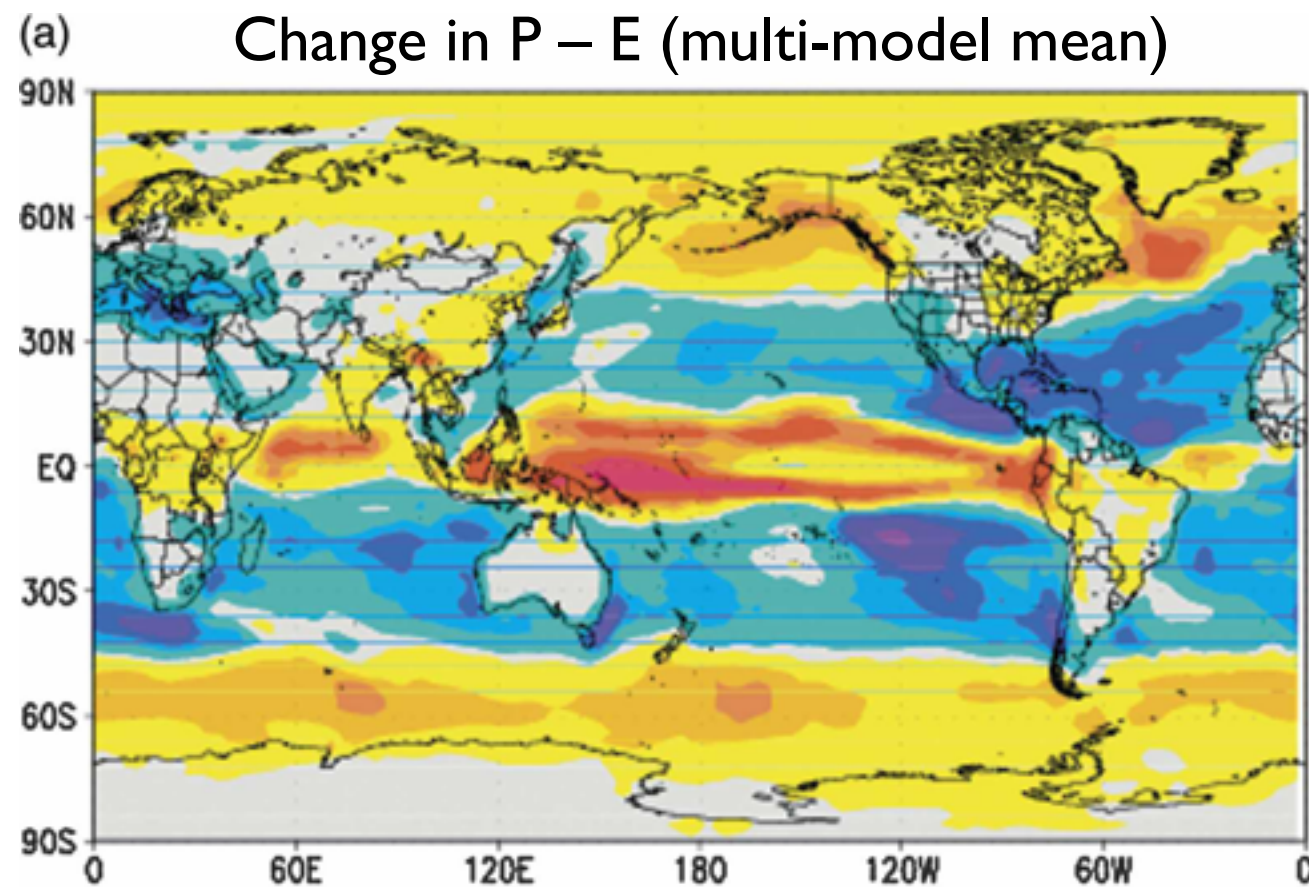 (a)
Change in P – E (multi-model mean)
90N
60N
30N
EQ
30S
60S
90S
0 60E 120E 180 120W 60W 0